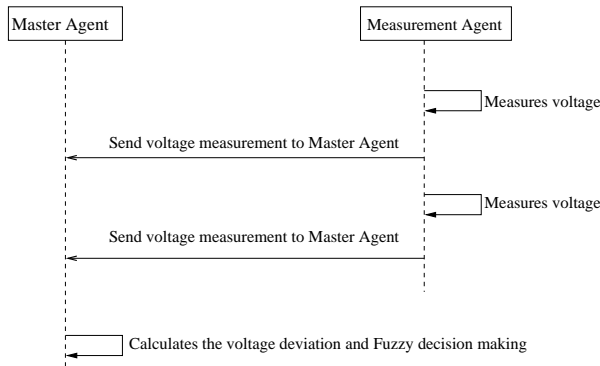 Master Agent
Measurement Agent
Measures voltage
Send voltage measurement to Master Agent
Measures voltage
Send voltage measurement to Master Agent
Calculates the voltage deviation and Fuzzy decision making